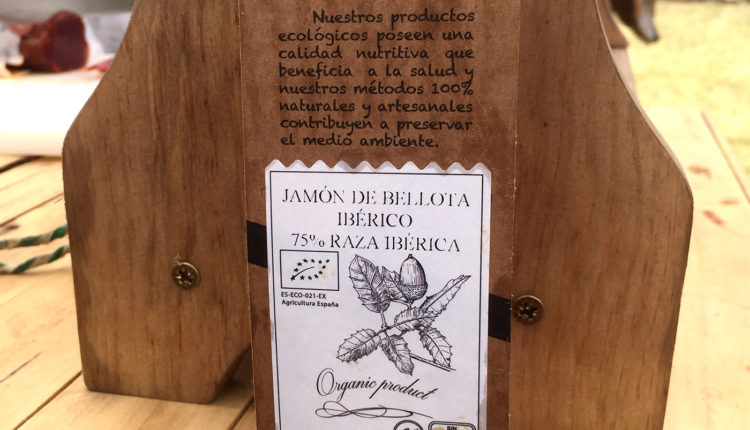 Nuestros productos
ecológicos poseen una
calidad nutritiva que
beneficia a la salud y
nuestros métodos 100%
naturales y artesanales
contribuyen a preservar
el medio ambiente.
JAMÓN DE BELLOTA
IBÉRICO
75% RAZA IBÉRICA
ES-ECO-021-EX
Agricultura España
Organic product